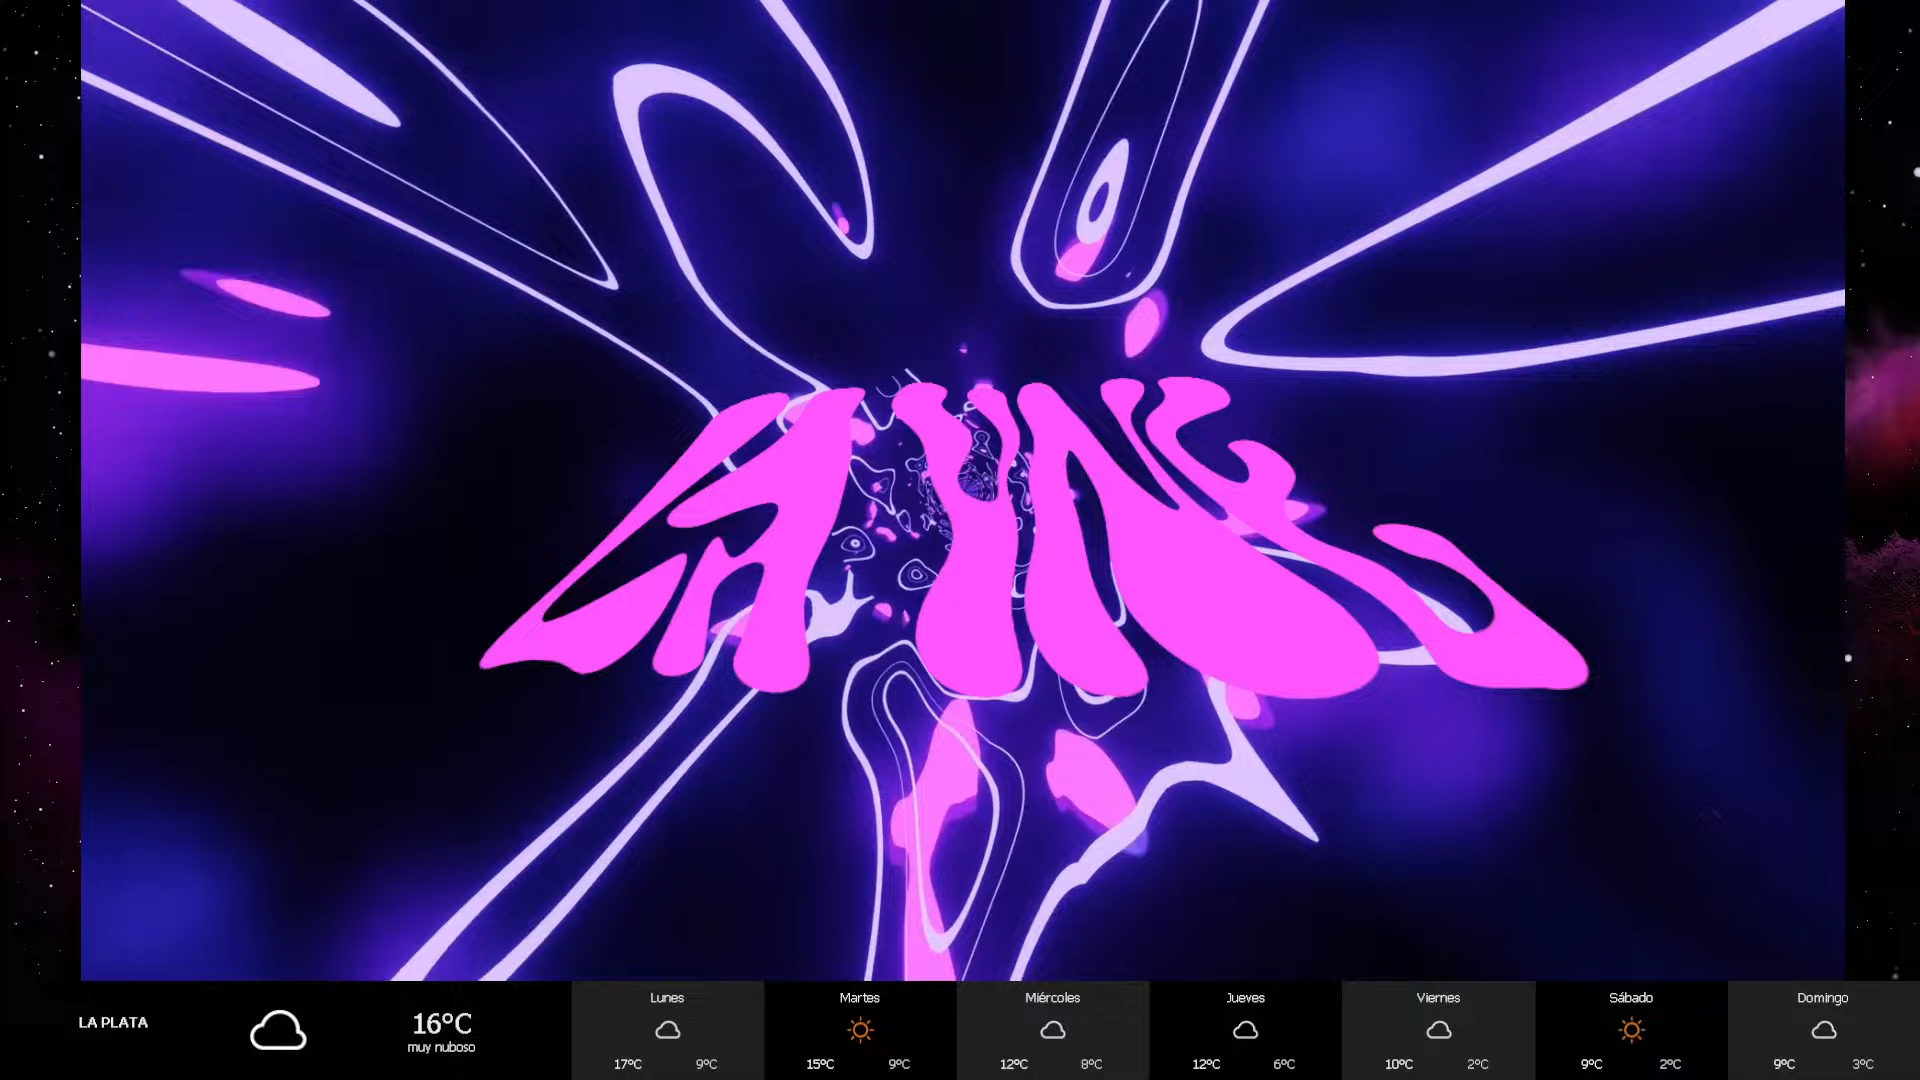 LA PLATA
16°C
muy nuboso
Lunes
17°C 9°C
Martes
15°C 9°C
Miércoles
12°C 8°C
Jueves
12°C 6°C
Viernes
10°C 2°C
Sábado
9°C 2°C
Domingo
9°C 3°C